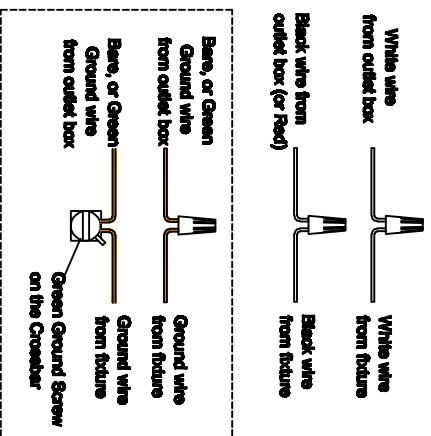 White wire
from outlet box
White wire
from fixture
Black wire from
outlet box (or Red)
Black wire
from fixture
Bare, or Green
Ground wire
from outlet box
Ground wire
from fixture
Bare, or Green
Ground wire
from outlet box
Ground wire
from fixture
Green Ground Screw
on the Crossbar